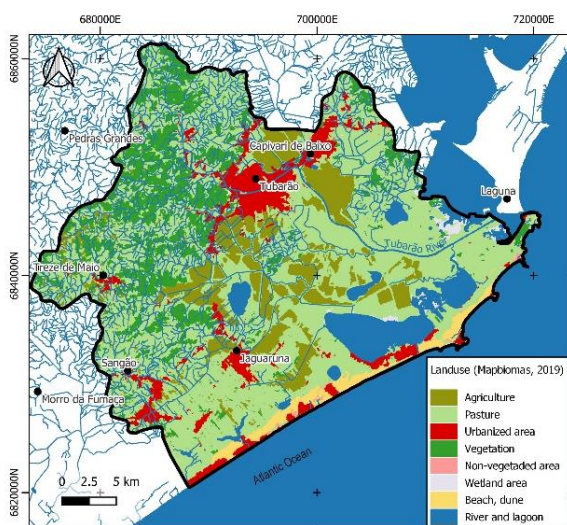 6800000E
7000000E
720000E
6860000N
Pedras Grandes
Capivari de Baixo
Tubarão
Laguna
Tubarão River
6840000N
Treze de Maio
Jaguaruna
Sangão
Morro da Fumaça
Landuse (Mapbiomas, 2019)
Agriculture
Pasture
Urbanized area
Vegetation
Non-vegetaded area
Wetland area
Beach, dune
River and lagoon
Atlantic Ocean
0 2.5 5 km
6820000N